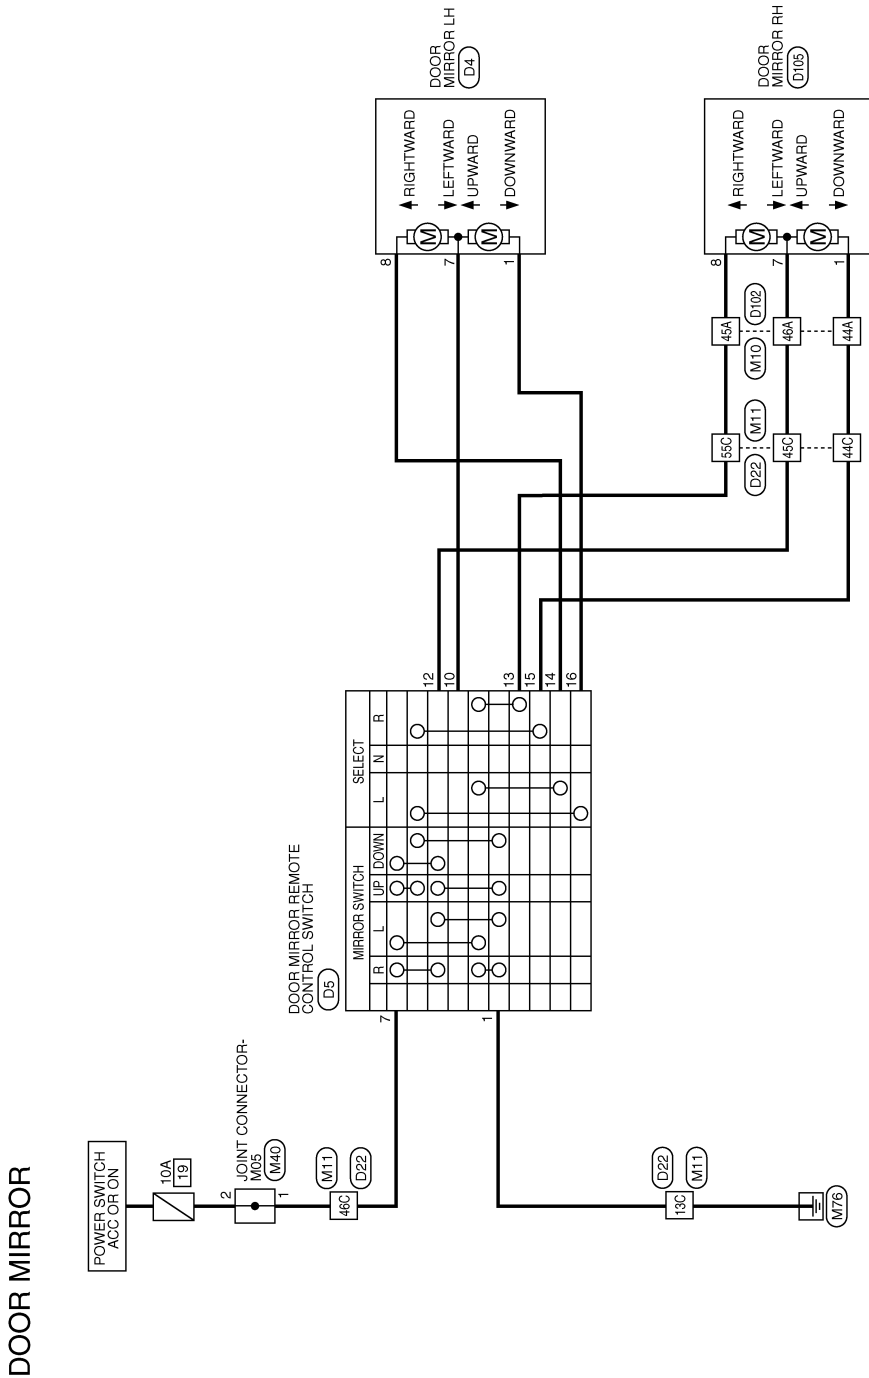 DOOR MIRROR
POWER SWITCH
ACC OR ON
10A
19
2
JOINT CONNECTOR-
M05
M40
1
46C
M11
D22
7
1
13C
D22
M11
M76
DOOR MIRROR REMOTE
CONTROL SWITCH
D5
MIRROR SWITCH
SELECT
R
L
UP
DOWN
L
N
R
12
10
13
15
14
16
8
7
1
M
M
RIGHTWARD
LEFTWARD
UPWARD
DOWNWARD
DOOR
MIRROR LH
D4
55C
45C
44C
D22
M11
45A
46A
44A
M10
D102
8
7
1
M
M
RIGHTWARD
LEFTWARD
UPWARD
DOWNWARD
DOOR
MIRROR RH
D105